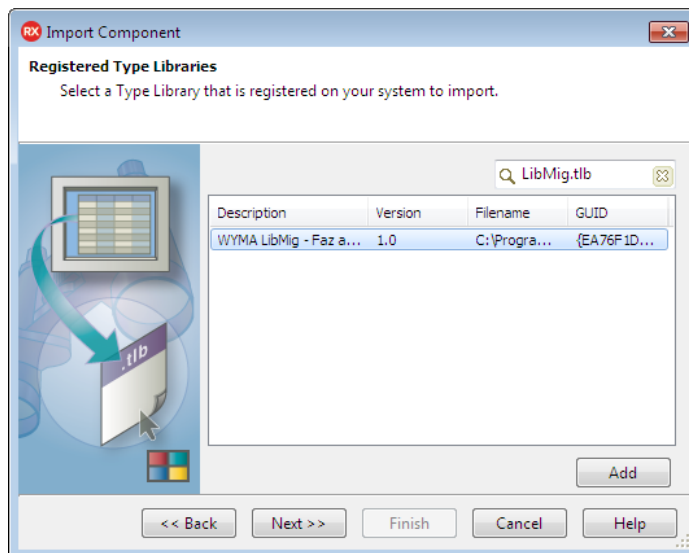 RX Import Component
Registered Type Libraries
Select a Type Library that is registered on your system to import.
LibMig.tlb
Description Version Filename GUID
WYMA LibMig - Faz a... 1.0 C:\Progra... {EA76F1D...
.tlb
Add
<< Back Next >> Finish Cancel Help